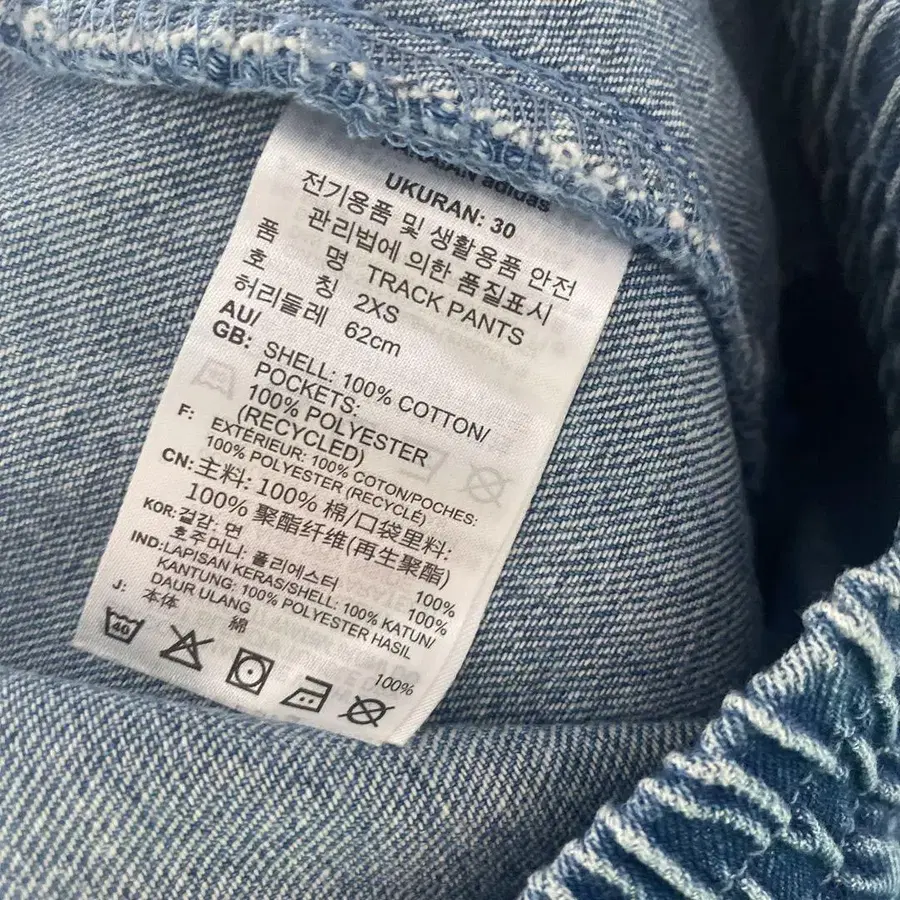 adidas
UKURAN: 30
전기용품 및 생활용품 안전
관리법에 의한 품질표시
품 명 TRACK PANTS
호 칭 2XS
허리둘레 62cm
AU/
GB: SHELL: 100% COTTON/
POCKETS:
100% POLYESTER
(RECYCLED)
F: EXTÉRIEUR: 100% COTON/POCHES:
100% POLYESTER (RECYCLÉ)
CN: 主料: 100% 棉/口袋里料:
100% 聚酯纤维(再生聚酯)
KOR: 겉감, 면 100%
호주머니: 폴리에스터 100%
IND: LAPISAN KERAS/SHELL: 100% KATUN/
KANTUNG: 100% POLYESTER HASIL
DAUR ULANG
J: 本体
綿 100%
40